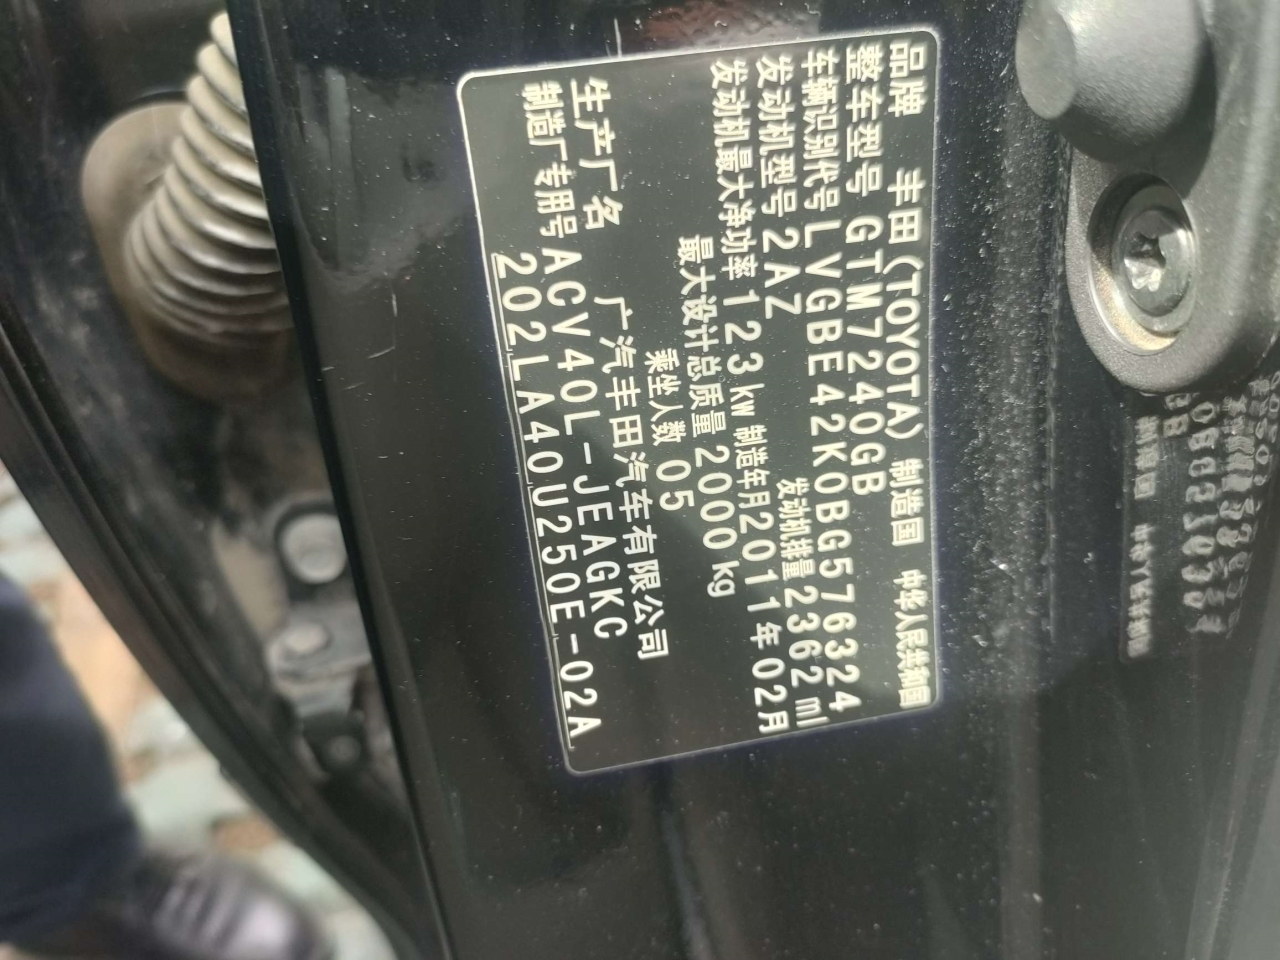 品牌 丰田(TOYOTA) 制造国 中华人民共和国
整车型号 GTM7240GB
车辆识别代号 LVGBE42K0BG576324
发动机型号 2AZ 发动机排量 2362 ml
发动机最大净功率 123 kw 制造年月 2011年02月
最大设计总质量 2000 kg
乘坐人数 05
生产厂名 广汽丰田汽车有限公司
制造厂专用号 ACV40L-JEAGKC
202LA40U250E-02A